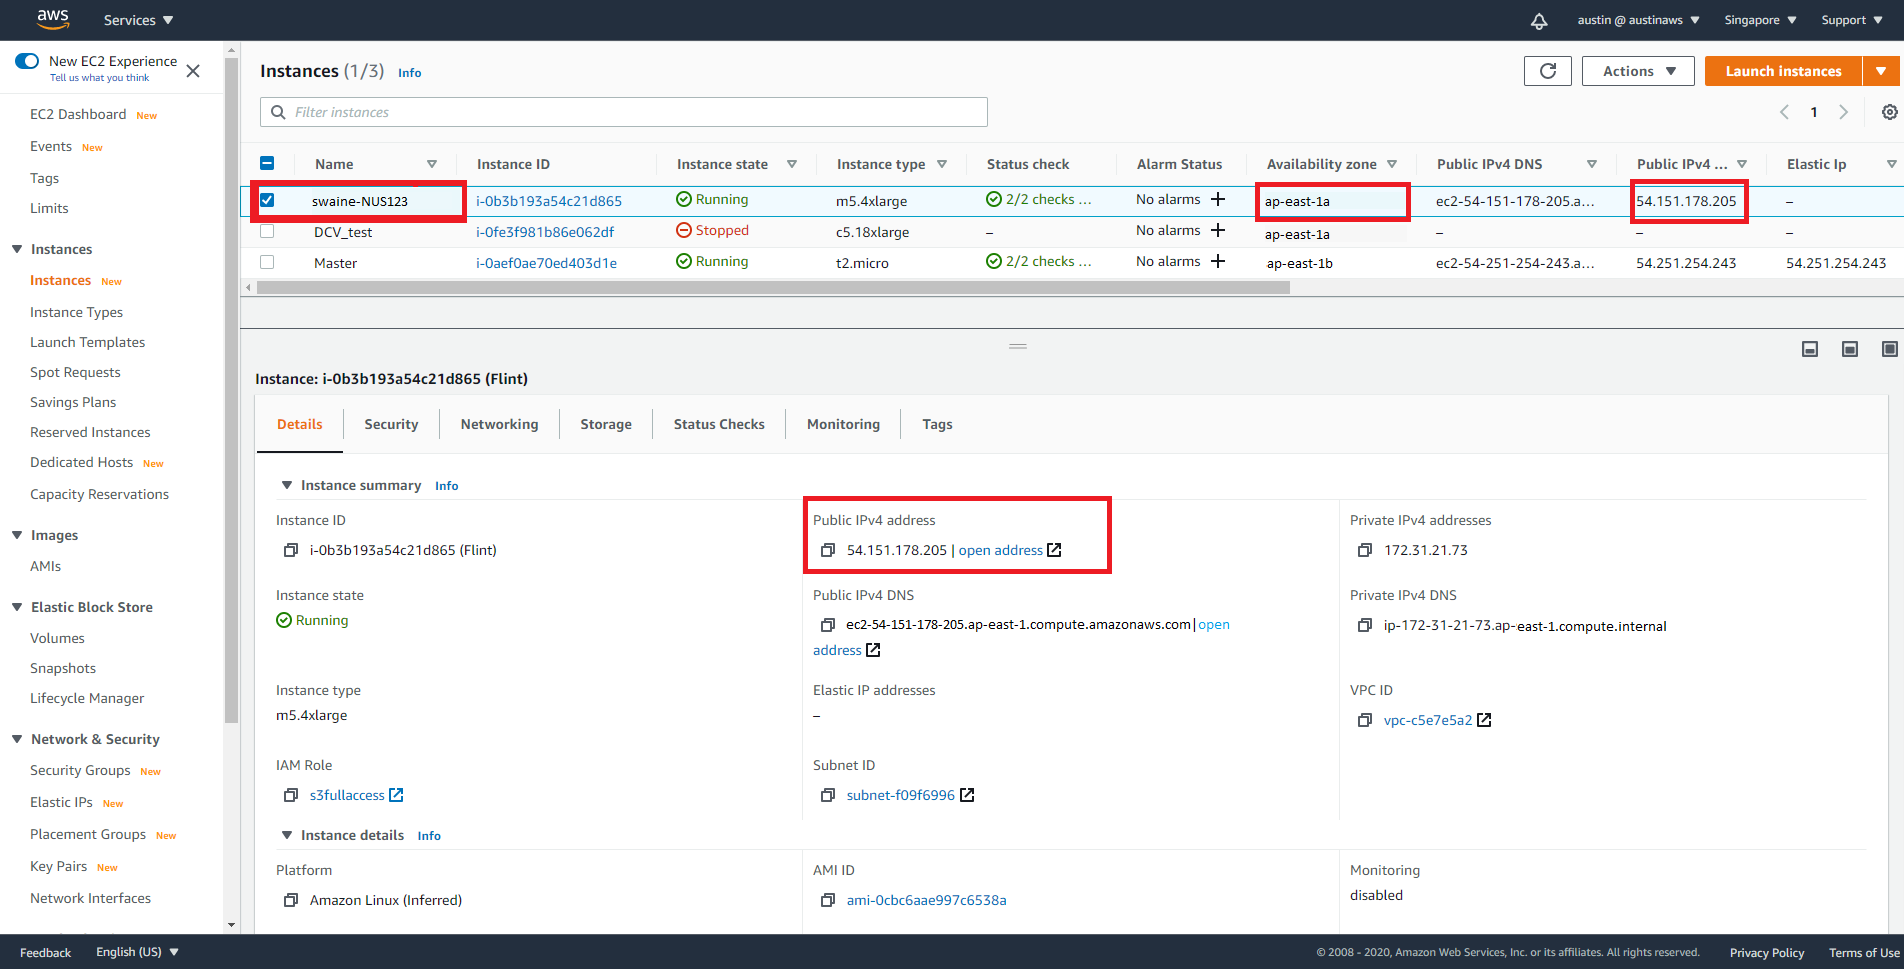 aws Services austin @ austinaws Singapore Support
New EC2 Experience
Tell us what you think
EC2 Dashboard New
Events New
Tags
Limits
Instances
Instances New
Instance Types
Launch Templates
Spot Requests
Savings Plans
Reserved Instances
Dedicated Hosts New
Capacity Reservations
Images
AMIs
Elastic Block Store
Volumes
Snapshots
Lifecycle Manager
Network & Security
Security Groups New
Elastic IPs New
Placement Groups New
Key Pairs New
Network Interfaces
Instances (1/3) Info Actions Launch instances
Filter instances 1
Name Instance ID Instance state Instance type Status check Alarm Status Availability zone Public IPv4 DNS Public IPv4 ... Elastic Ip
swaine-NUS123 i-0b3b193a54c21d865 Running m5.4xlarge 2/2 checks ... No alarms + ap-east-1a ec2-54-151-178-205.a... 54.151.178.205 –
DCV_test i-0fe3f981b86e062df Stopped c5.18xlarge – No alarms + ap-east-1a – – –
Master i-0aef0ae70ed403d1e Running t2.micro 2/2 checks ... No alarms + ap-east-1b ec2-54-251-254-243.a... 54.251.254.243 54.251.254.243
Instance: i-0b3b193a54c21d865 (Flint)
Details Security Networking Storage Status Checks Monitoring Tags
Instance summary Info
Instance ID Public IPv4 address Private IPv4 addresses
i-0b3b193a54c21d865 (Flint) 54.151.178.205 | open address 172.31.21.73
Instance state Public IPv4 DNS Private IPv4 DNS
Running ec2-54-151-178-205.ap-east-1.compute.amazonaws.com | open ip-172-31-21-73.ap-east-1.compute.internal
address
Instance type Elastic IP addresses VPC ID
m5.4xlarge – vpc-c5e7e5a2
IAM Role Subnet ID
s3fullaccess subnet-f09f6996
Instance details Info
Platform AMI ID Monitoring
Amazon Linux (Inferred) ami-0cbc6aae997c6538a disabled
Feedback English (US) © 2008 - 2020, Amazon Web Services, Inc. or its affiliates. All rights reserved. Privacy Policy Terms of Use